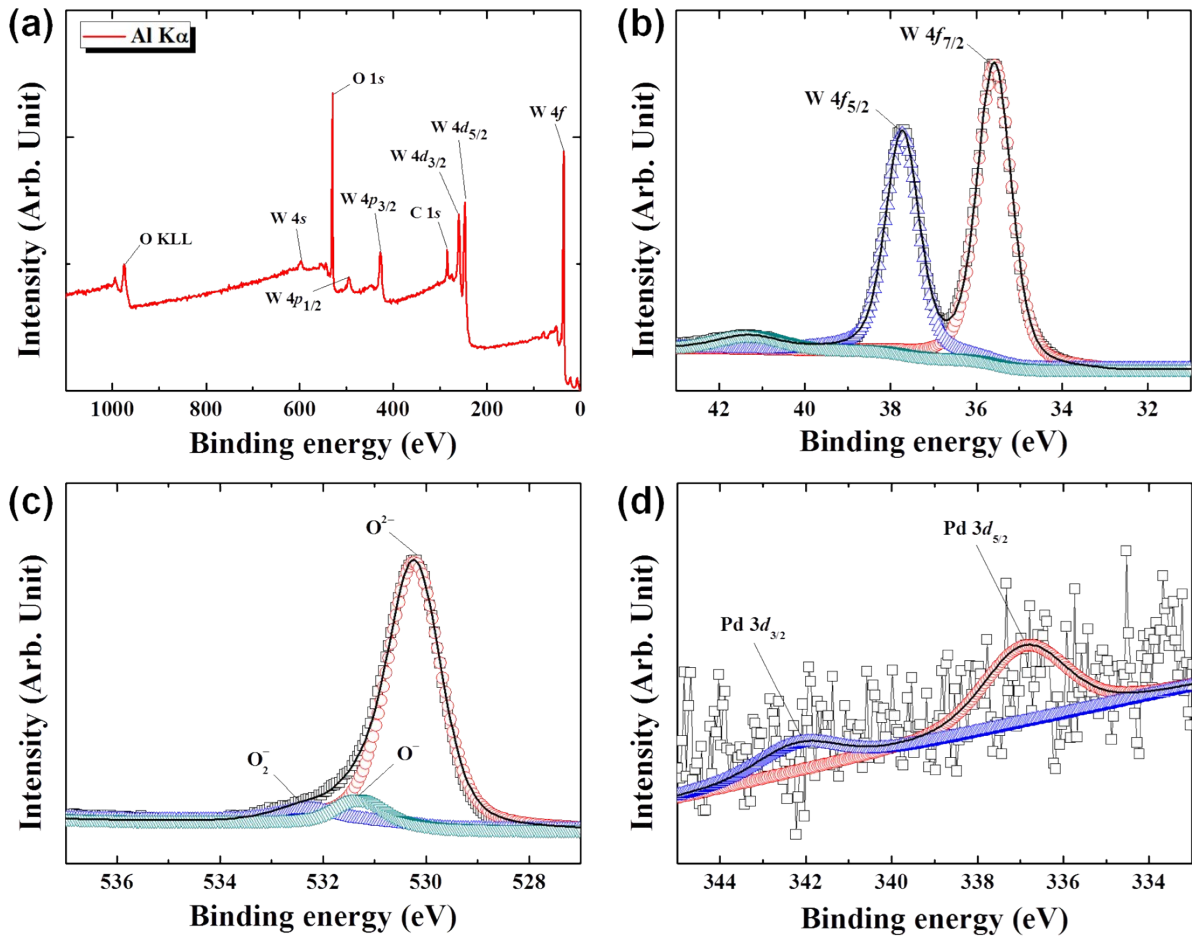 (a)
Al Kα
O 1s
W 4f
W 4d5/2
W 4d3/2
W 4p3/2
C 1s
W 4s
O KLL
W 4p1/2
Intensity (Arb. Unit)
1000 800 600 400 200 0
Binding energy (eV)
(b)
W 4f7/2
W 4f5/2
Intensity (Arb. Unit)
42 40 38 36 34 32
Binding energy (eV)
(c)
O²⁻
O₂⁻
O⁻
Intensity (Arb. Unit)
536 534 532 530 528
Binding energy (eV)
(d)
Pd 3d5/2
Pd 3d3/2
Intensity (Arb. Unit)
344 342 340 338 336 334
Binding energy (eV)